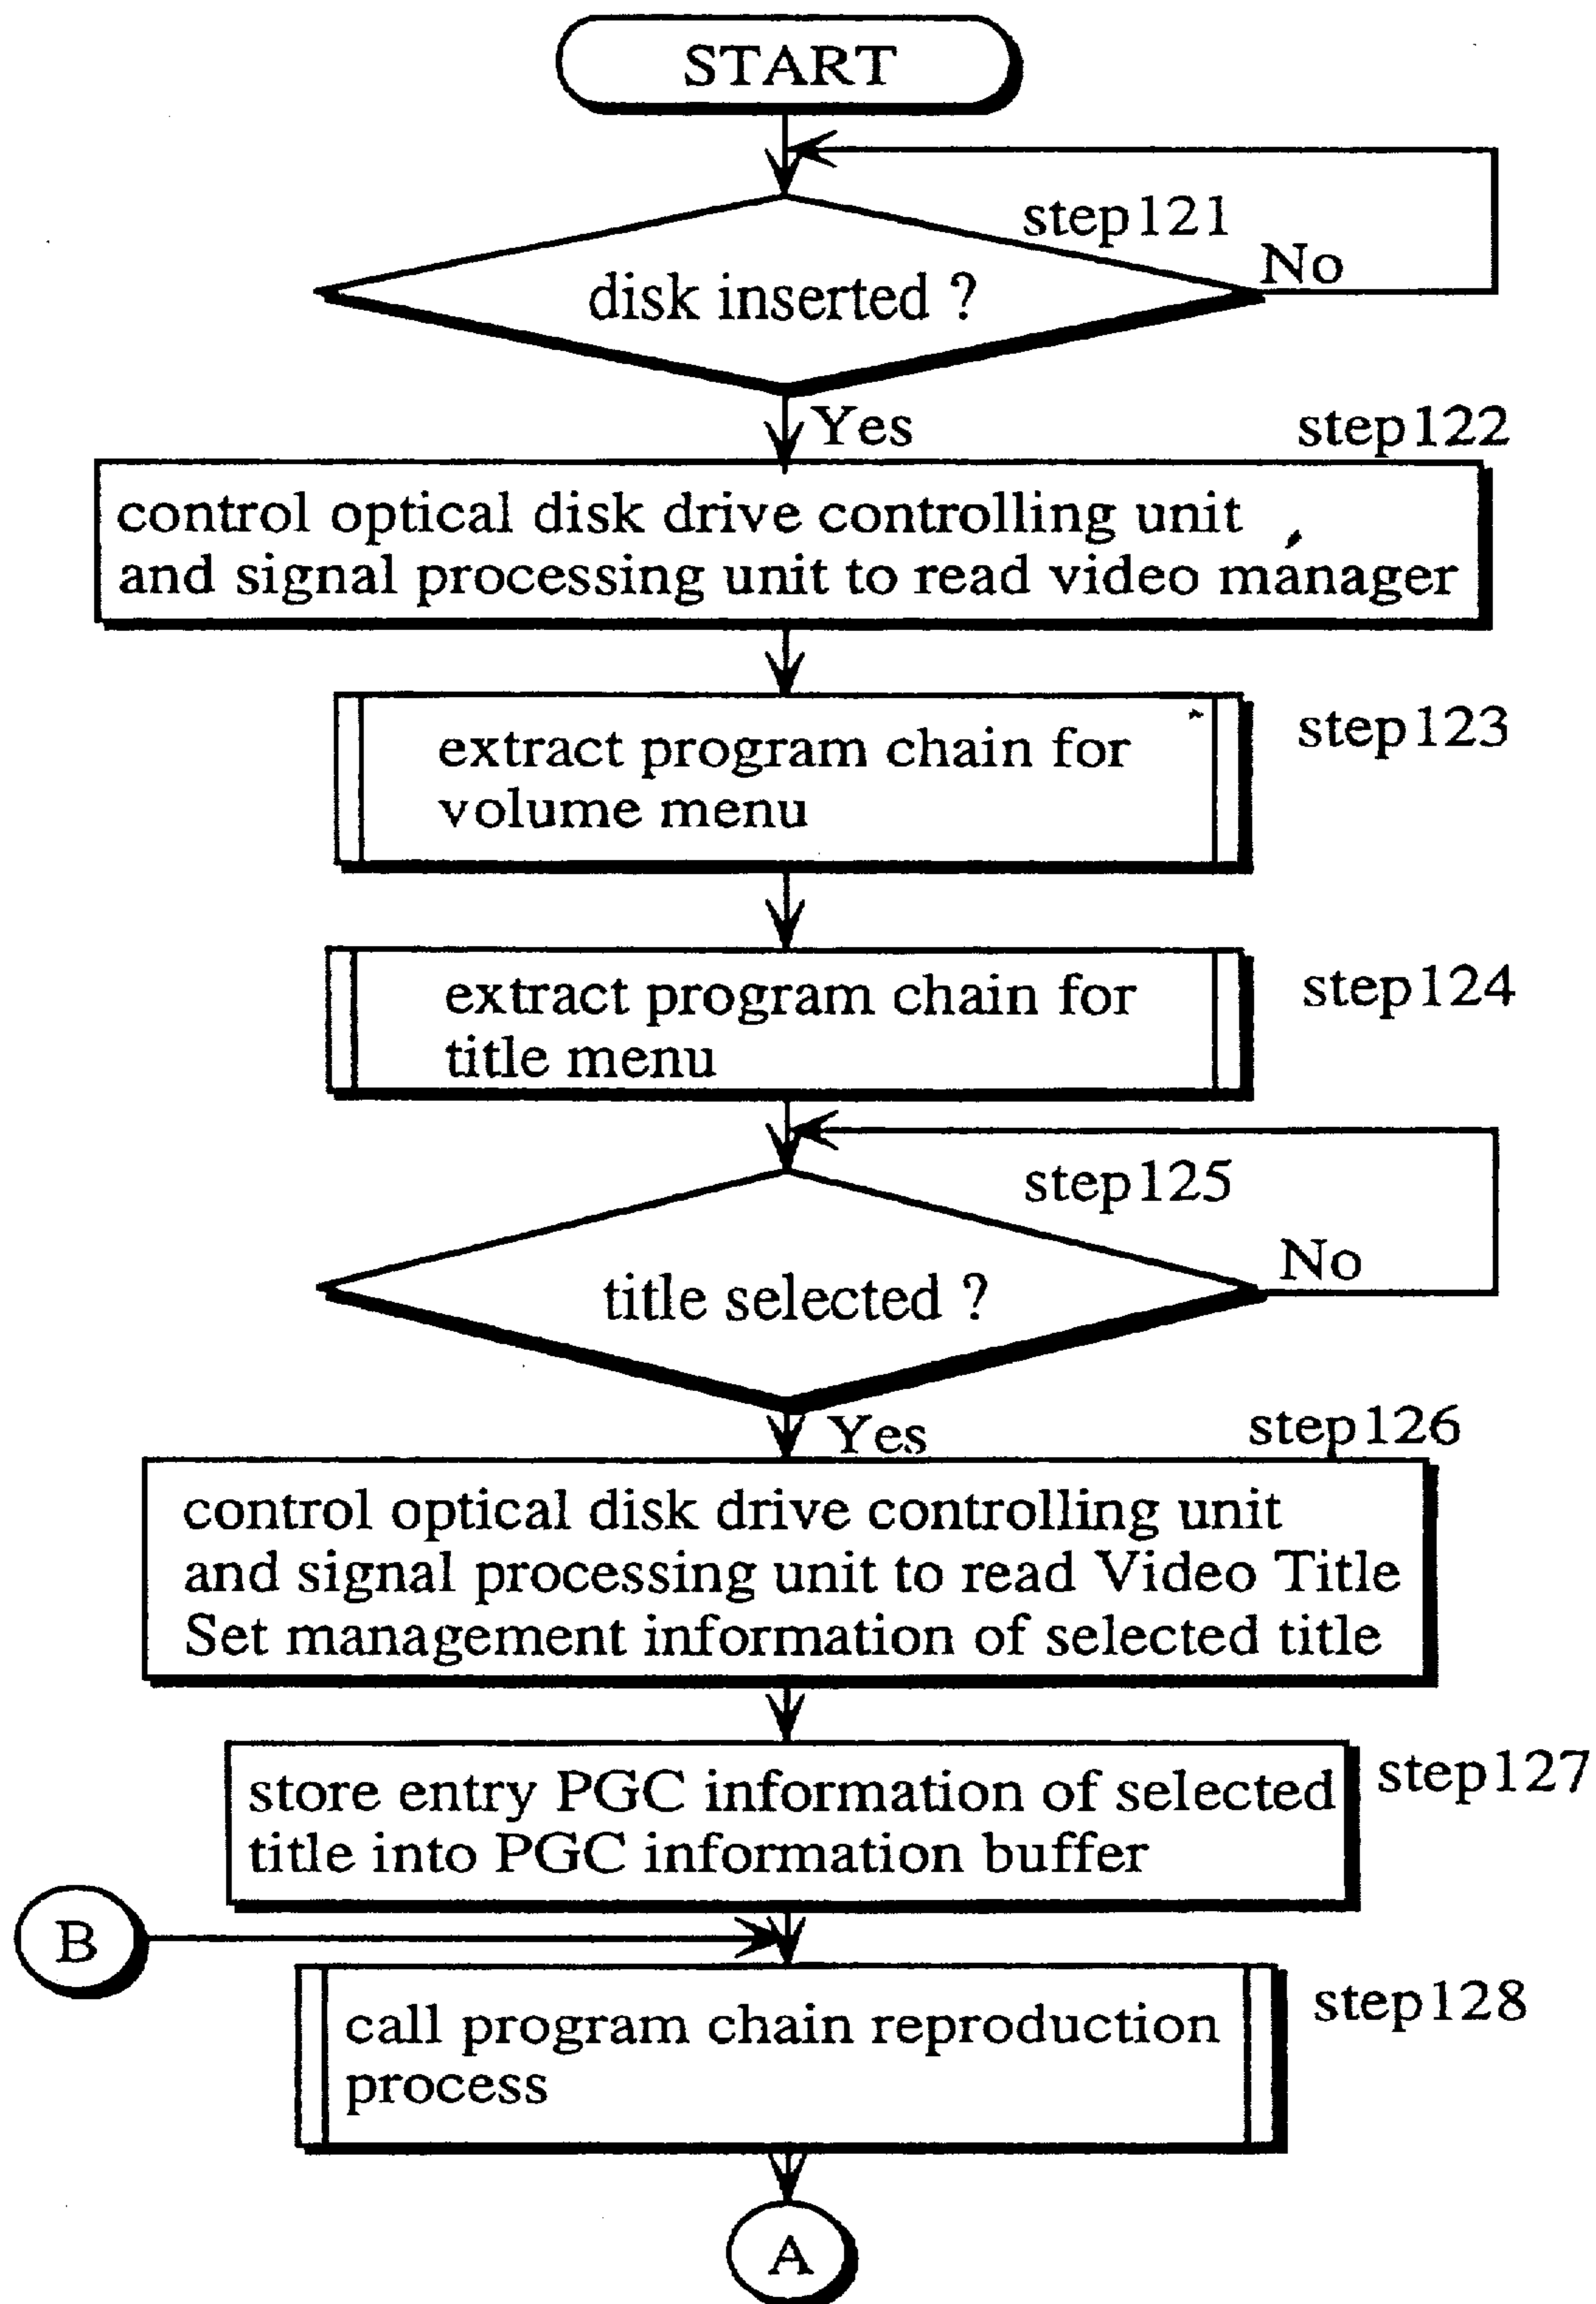 START
step121
No
disk inserted ?
Yes
step122
control optical disk drive controlling unit
and signal processing unit to read video manager
step123
extract program chain for
volume menu
step124
extract program chain for
title menu
step125
No
title selected ?
Yes
step126
control optical disk drive controlling unit
and signal processing unit to read Video Title
Set management information of selected title
step127
store entry PGC information of selected
title into PGC information buffer
B
step128
call program chain reproduction
process
A